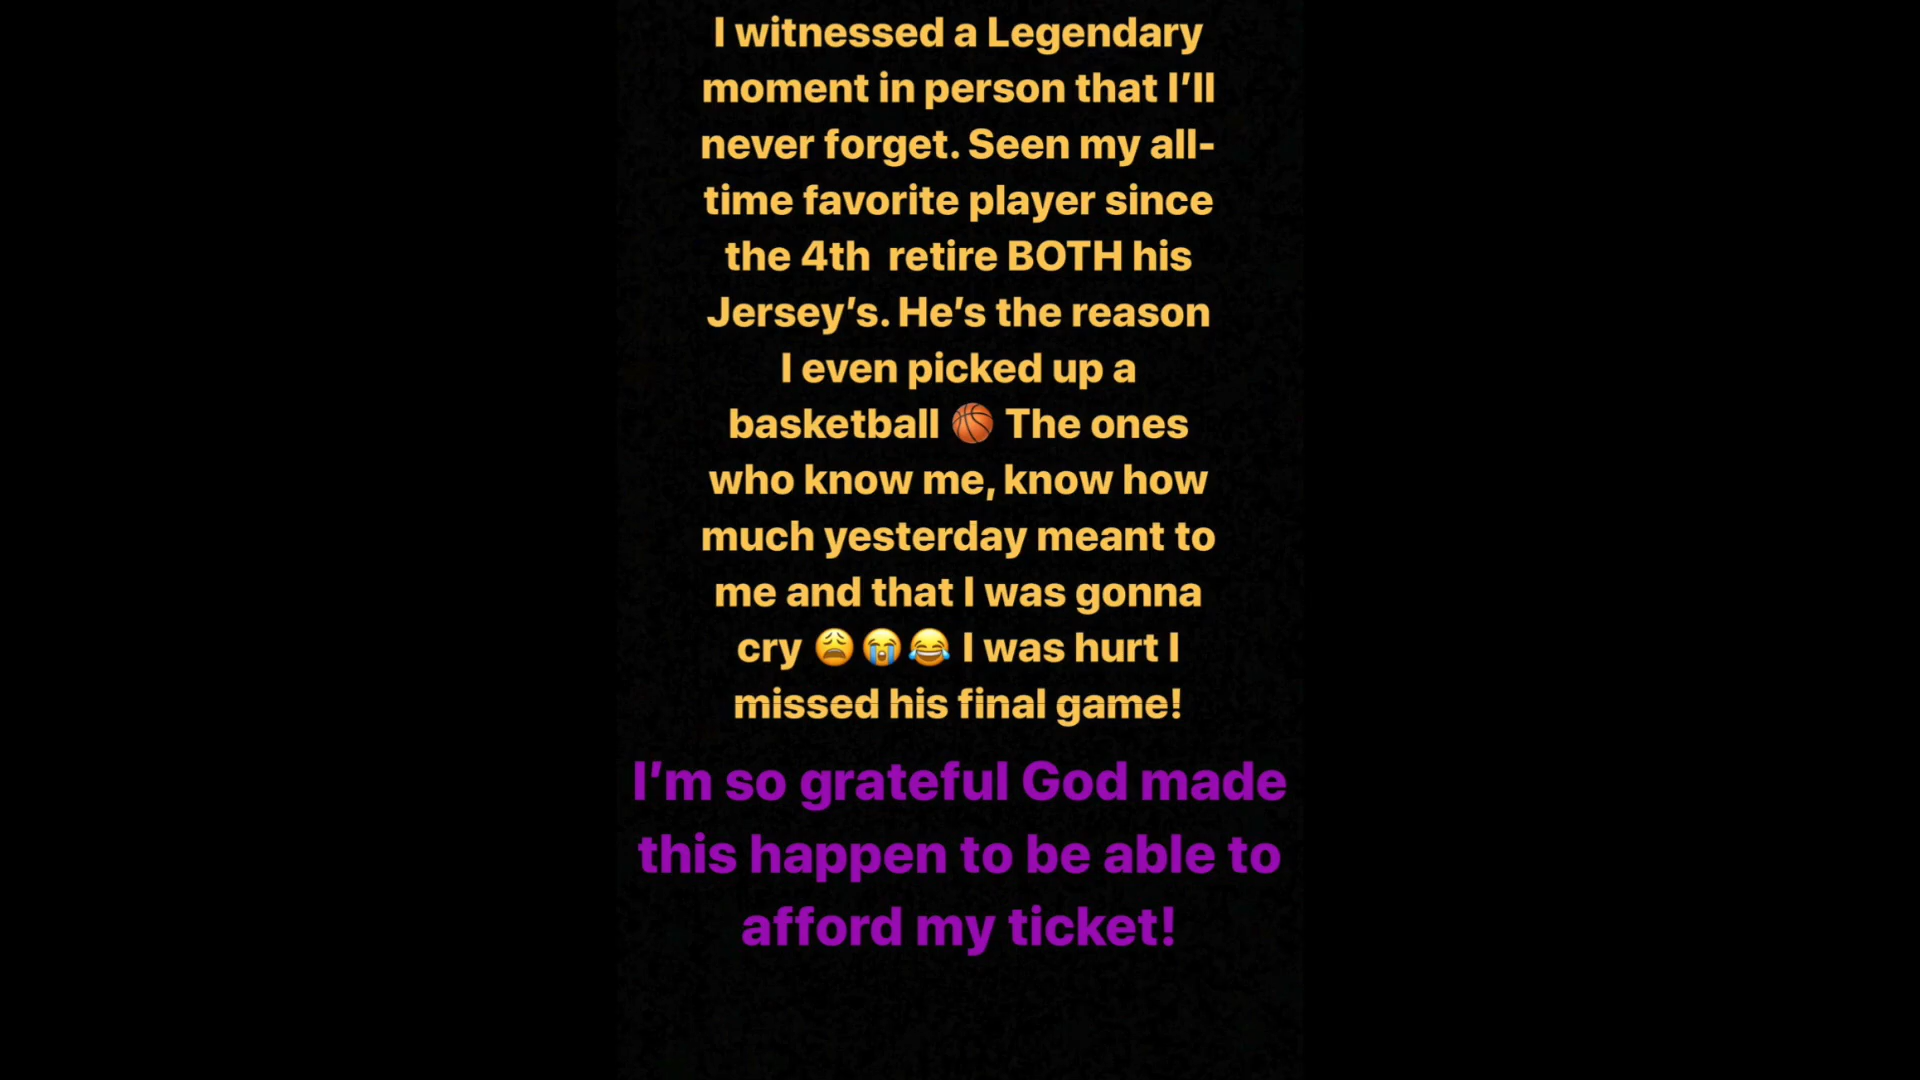 I witnessed a Legendary
moment in person that I’ll
never forget. Seen my all-
time favorite player since
the 4th  retire BOTH his
Jersey’s. He’s the reason
I even picked up a
basketball 🏀 The ones
who know me, know how
much yesterday meant to
me and that I was gonna
cry 😩😭😂 I was hurt I
missed his final game!
I’m so grateful God made
this happen to be able to
afford my ticket!